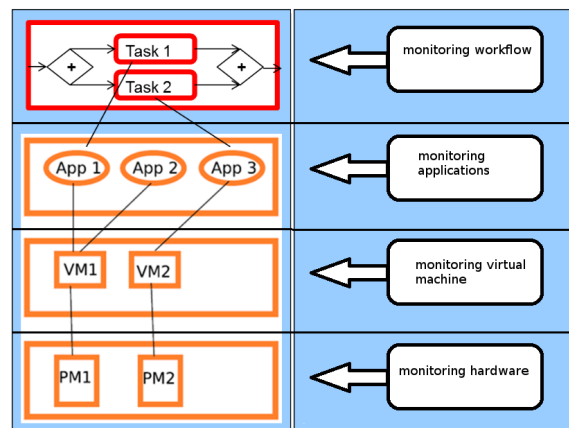 +
Task 1
Task 2
+
monitoring workflow
App 1
App 2
App 3
monitoring
applications
VM1
VM2
monitoring virtual
machine
PM1
PM2
monitoring hardware